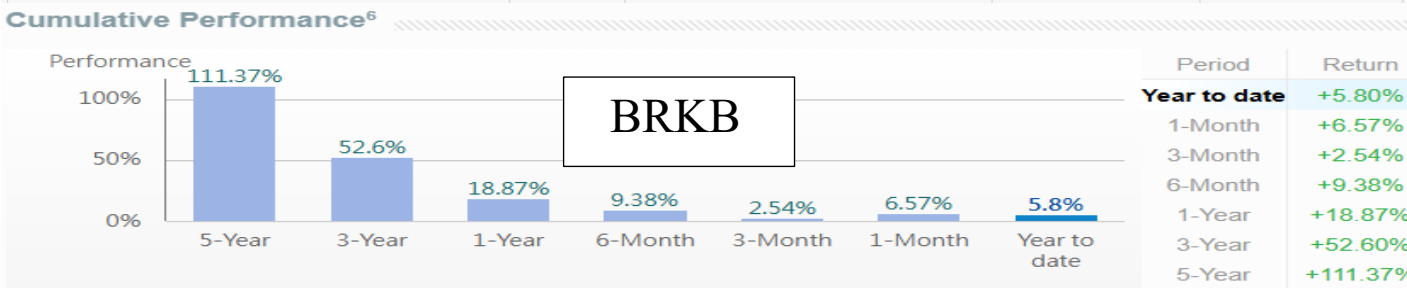 Cumulative Performance⁶
Performance
100%
50%
0%
111.37%
52.6%
18.87%
9.38%
2.54%
6.57%
5.8%
BRKB
5-Year
3-Year
1-Year
6-Month
3-Month
1-Month
Year to
date
Period Return
Year to date +5.80%
1-Month +6.57%
3-Month +2.54%
6-Month +9.38%
1-Year +18.87%
3-Year +52.60%
5-Year +111.37%